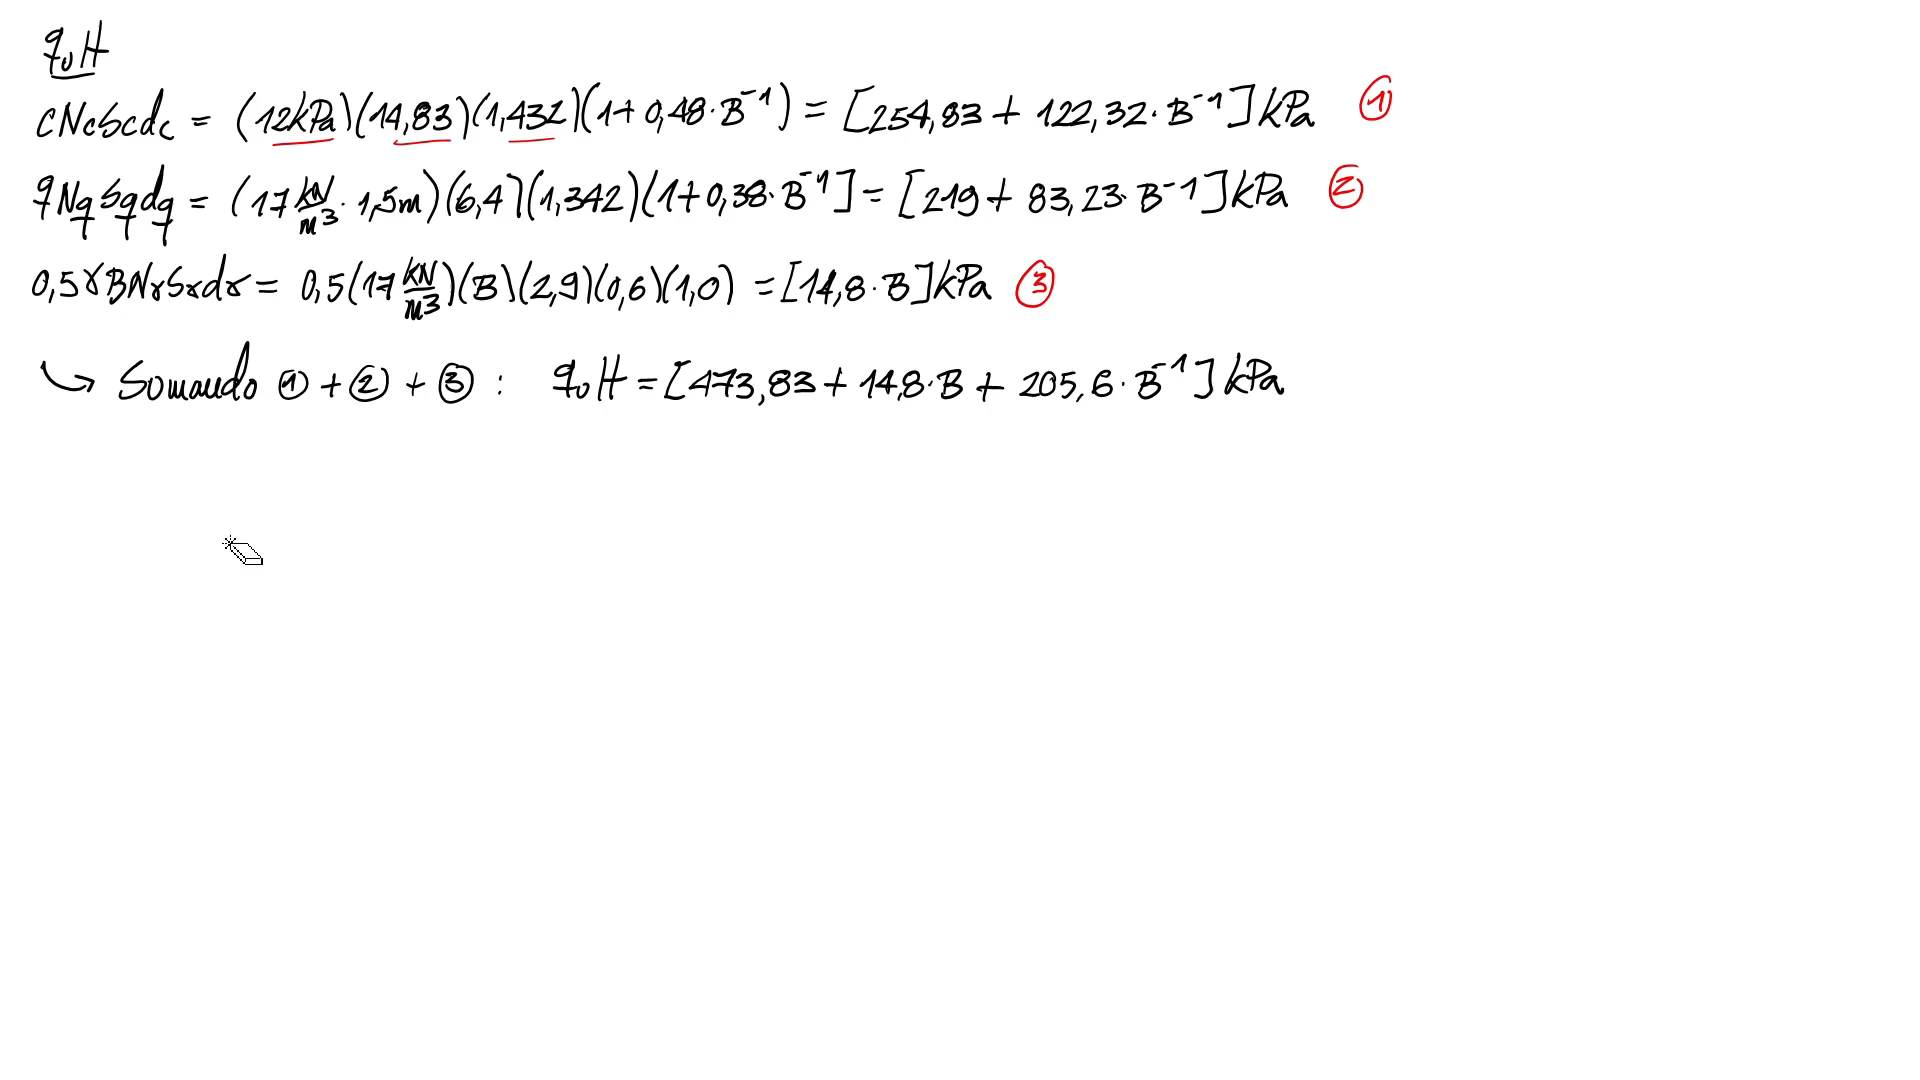 q₀H
cNcScdc = (12kPa)(14,83)(1,432)(1+0,48·B⁻¹) = [254,83 + 122,32·B⁻¹]kPa ①
qNqSqdq = (17 kN/m³ · 1,5m)(6,4)(1,342)(1+0,38·B⁻¹] = [219 + 83,23·B⁻¹]kPa ②
0,5γBNγSγdγ = 0,5(17 kN/m³)(B)(2,9)(0,6)(1,0) = [14,8·B]kPa ③
↳ Somando ① + ② + ③ : q₀H = [473,83 + 14,8·B + 205,6·B⁻¹]kPa